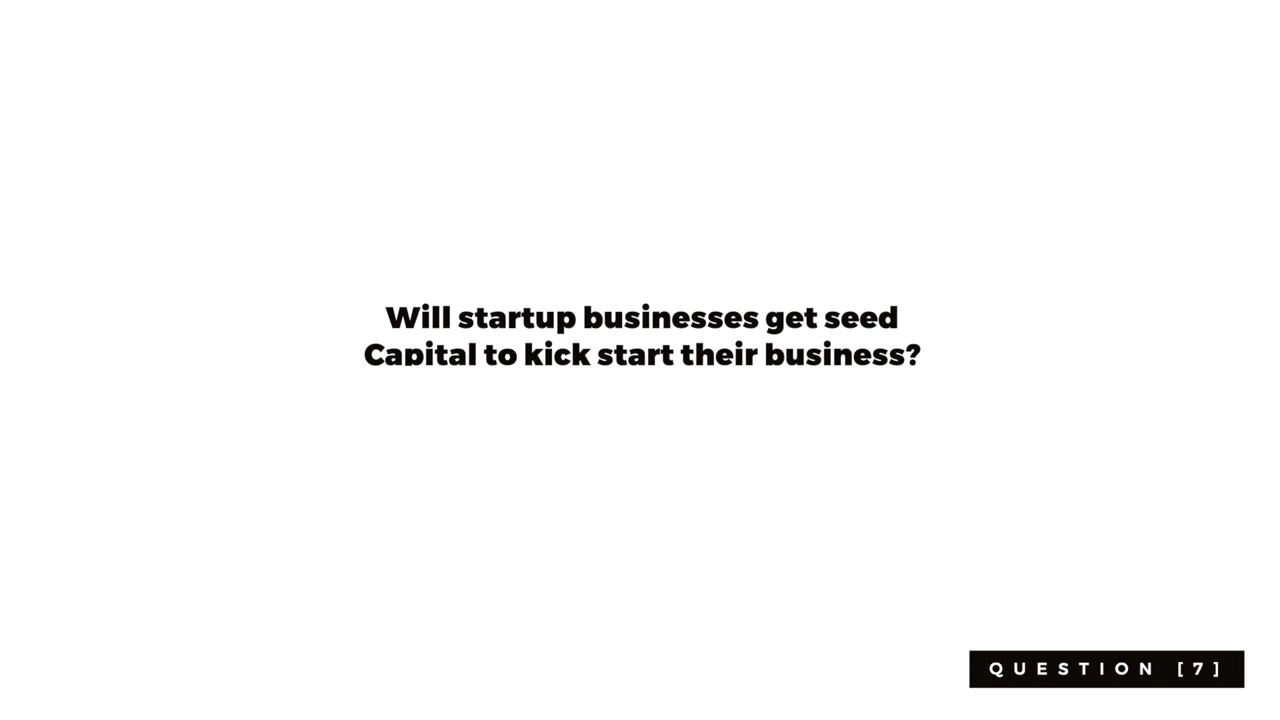 Will startup businesses get seed
Capital to kick start their business?
QUESTION [7]